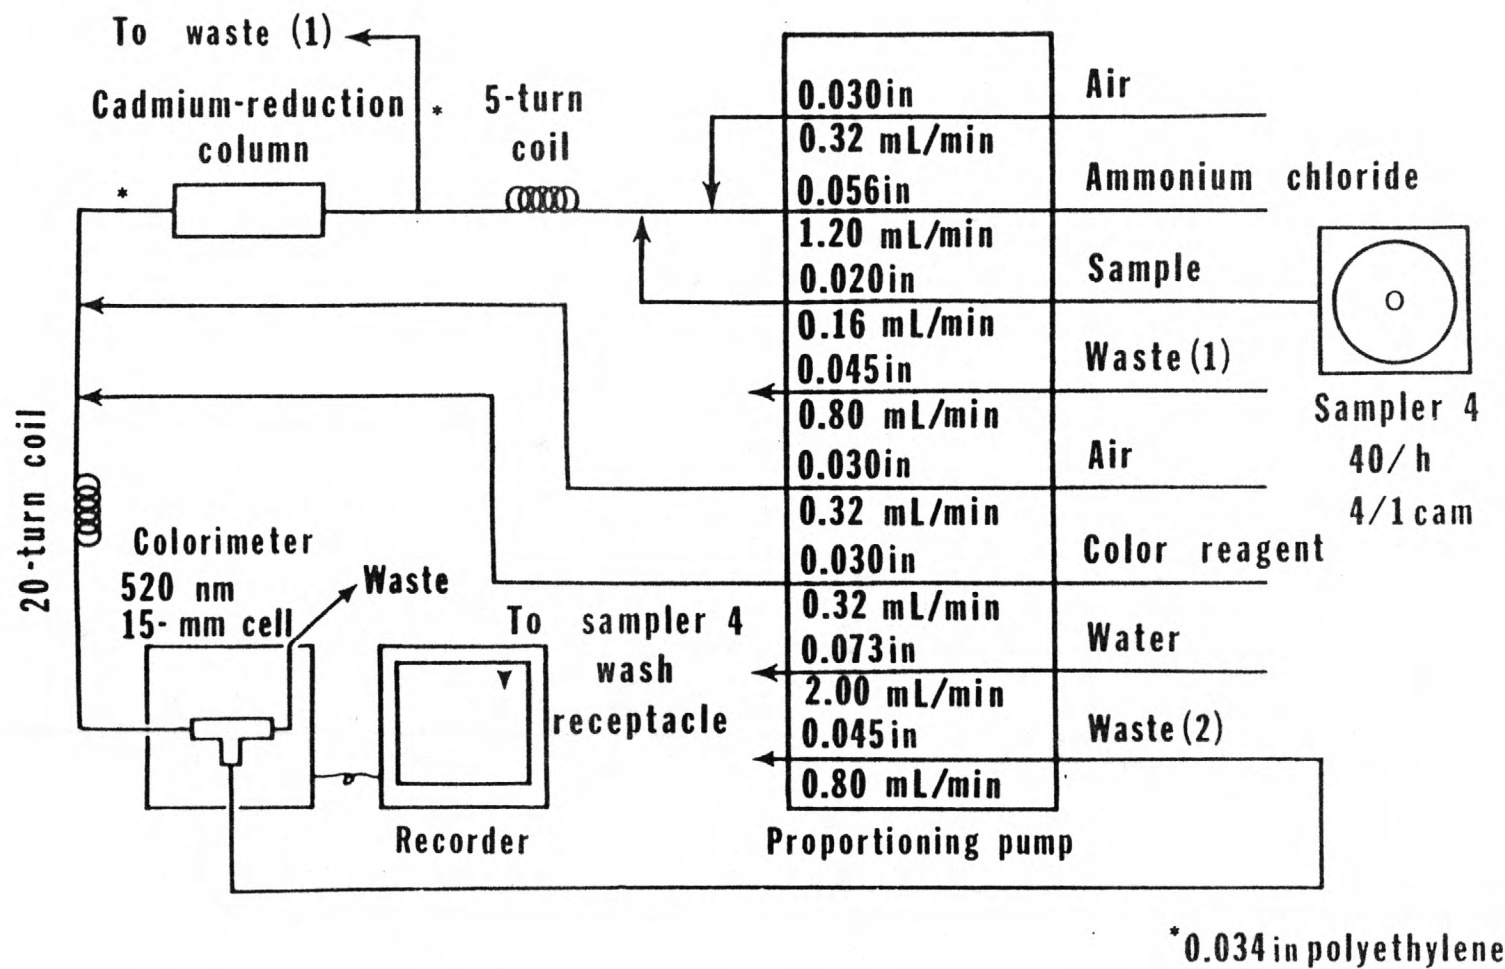 To waste (1)
Cadmium-reduction
column
*
*
5-turn
coil
0.030in
Air
0.32 mL/min
0.056in
Ammonium chloride
1.20 mL/min
0.020in
Sample
0.16 mL/min
0.045in
Waste(1)
0.80 mL/min
0.030in
Air
0.32 mL/min
0.030in
Color reagent
0.32 mL/min
0.073in
Water
2.00 mL/min
0.045in
Waste(2)
0.80 mL/min
Proportioning pump
Sampler 4
40/h
4/1cam
20-turn coil
Colorimeter
520 nm
15-mm cell
Waste
To sampler 4
wash
receptacle
Recorder
*0.034 in polyethylene